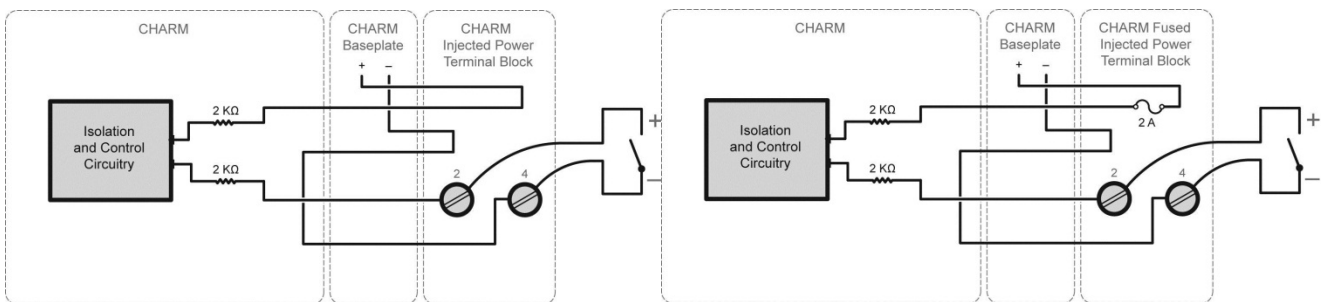 CHARM
CHARM
Baseplate
CHARM
Injected Power
Terminal Block
+ –
2 KΩ
Isolation
and Control
Circuitry
2 KΩ
2
4
+
–
CHARM
CHARM
Baseplate
CHARM Fused
Injected Power
Terminal Block
+ –
2 KΩ
2 A
Isolation
and Control
Circuitry
2 KΩ
2
4
+
–